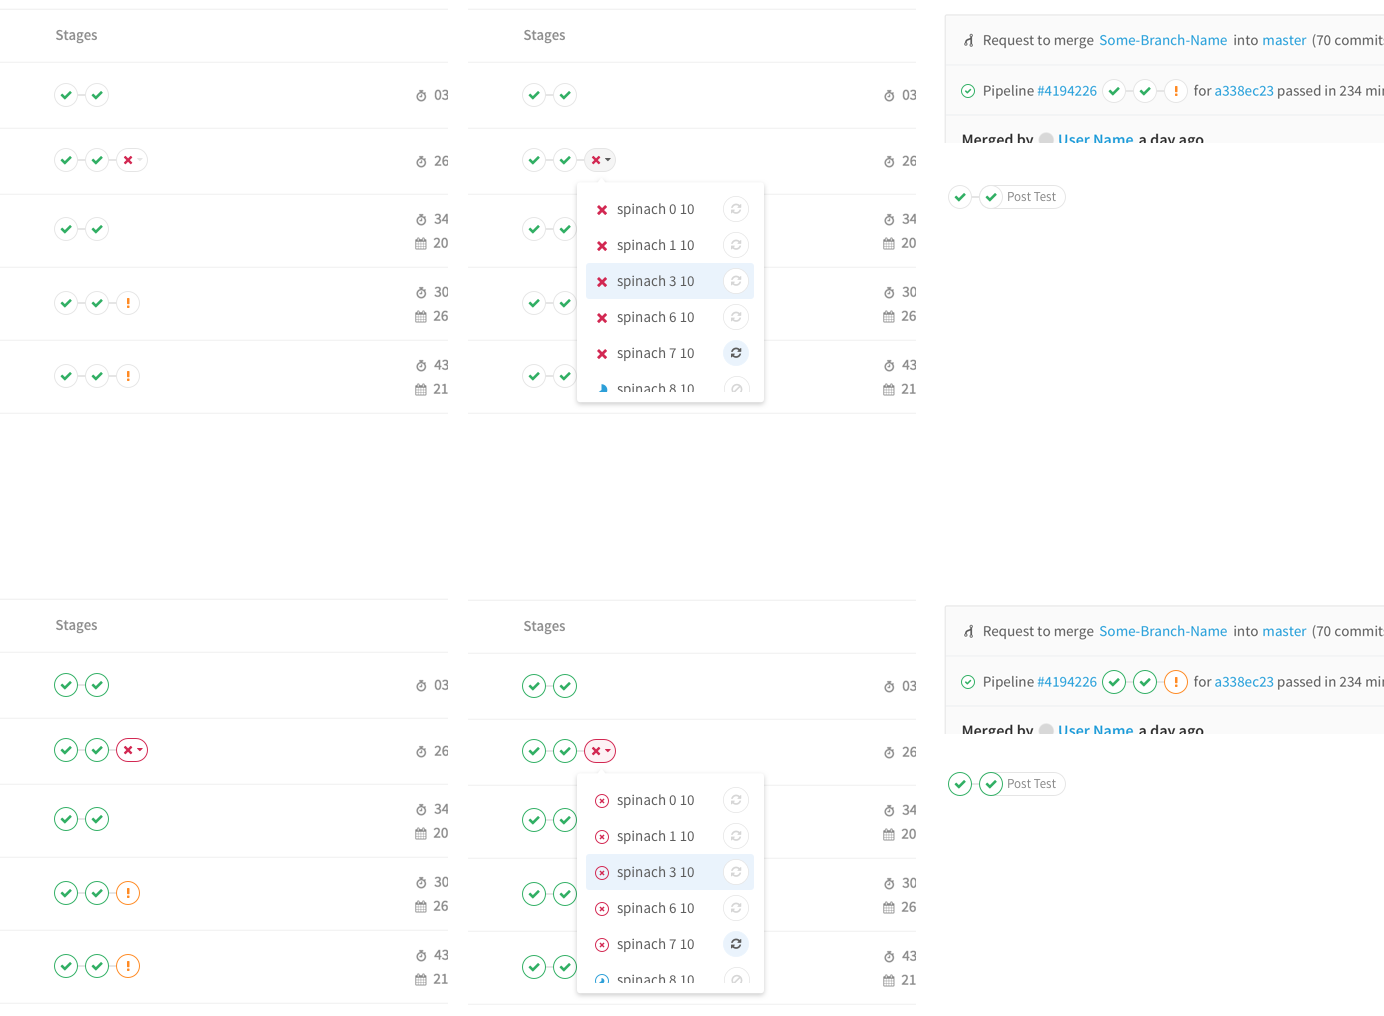 Stages
03
26
34
20
30
26
43
21
Stages
03
26
34
20
30
26
43
21
spinach 0 10
spinach 1 10
spinach 3 10
spinach 6 10
spinach 7 10
spinach 8 10
Request to merge Some-Branch-Name into master (70 commits
Pipeline #4194226 for a338ec23 passed in 234 min
Merged by User Name a day ago
Post Test
Stages
03
26
34
20
30
26
43
21
Stages
03
26
34
20
30
26
43
21
spinach 0 10
spinach 1 10
spinach 3 10
spinach 6 10
spinach 7 10
spinach 8 10
Request to merge Some-Branch-Name into master (70 commits
Pipeline #4194226 for a338ec23 passed in 234 min
Merged by User Name a day ago
Post Test